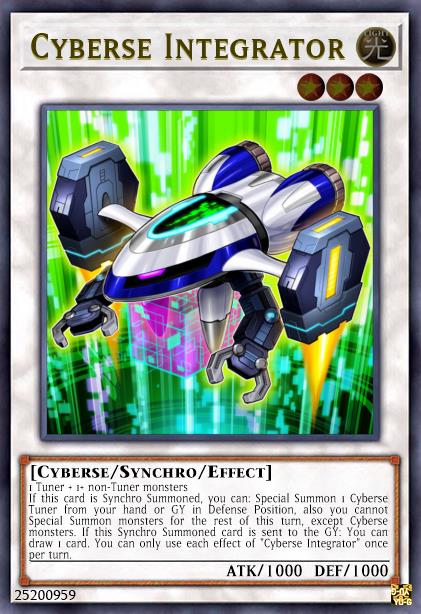 CYBERSE INTEGRATOR
LIGHT
光
[CYBERSE/SYNCHRO/EFFECT]
1 Tuner + 1+ non-Tuner monsters
If this card is Synchro Summoned, you can: Special Summon 1 Cyberse
Tuner from your hand or GY in Defense Position, also you cannot
Special Summon monsters for the rest of this turn, except Cyberse
monsters. If this Synchro Summoned card is sent to the GY: You can
draw 1 card. You can only use each effect of "Cyberse Integrator" once
per turn.
ATK/1000 DEF/1000
25200959